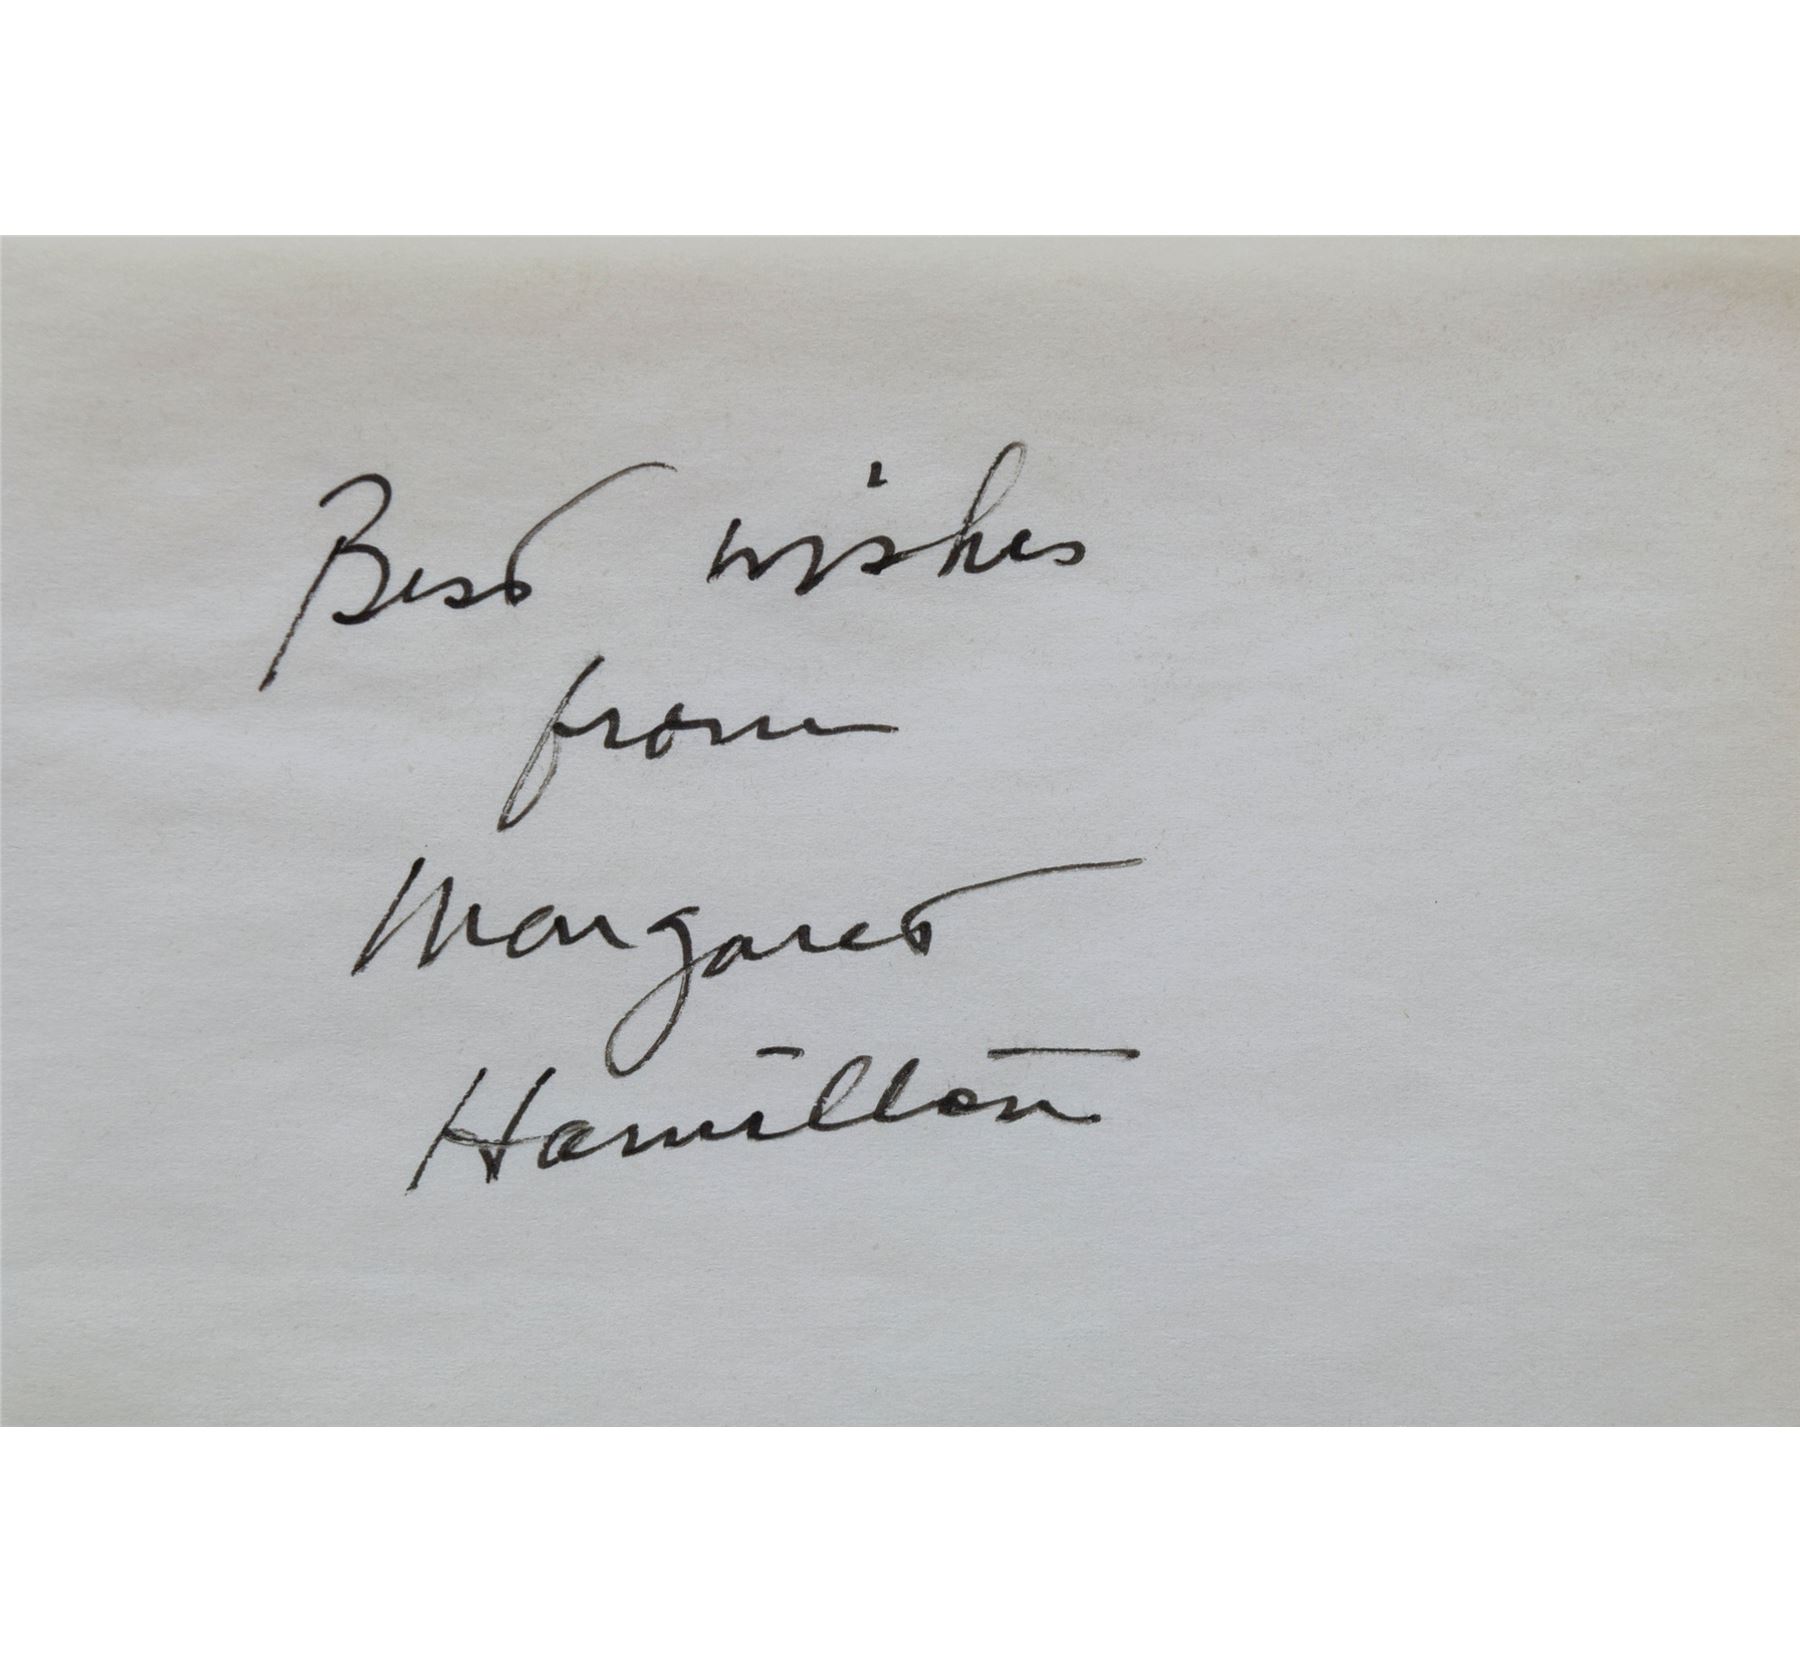 Best wishes
from
Margaret
Hamilton